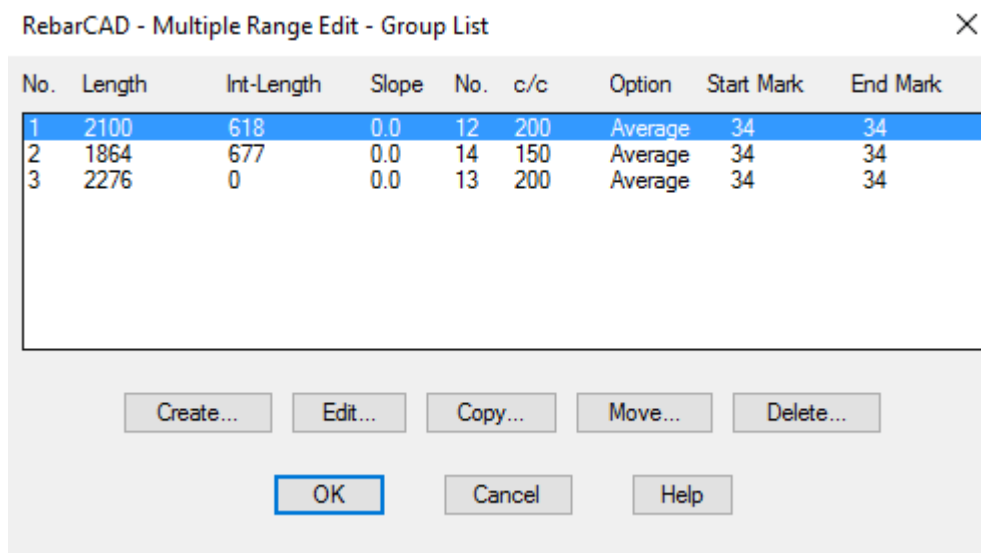 RebarCAD - Multiple Range Edit - Group List
No. Length Int-Length Slope No. c/c Option Start Mark End Mark
1 2100 618 0.0 12 200 Average 34 34
2 1864 677 0.0 14 150 Average 34 34
3 2276 0 0.0 13 200 Average 34 34
Create... Edit... Copy... Move... Delete...
OK Cancel Help